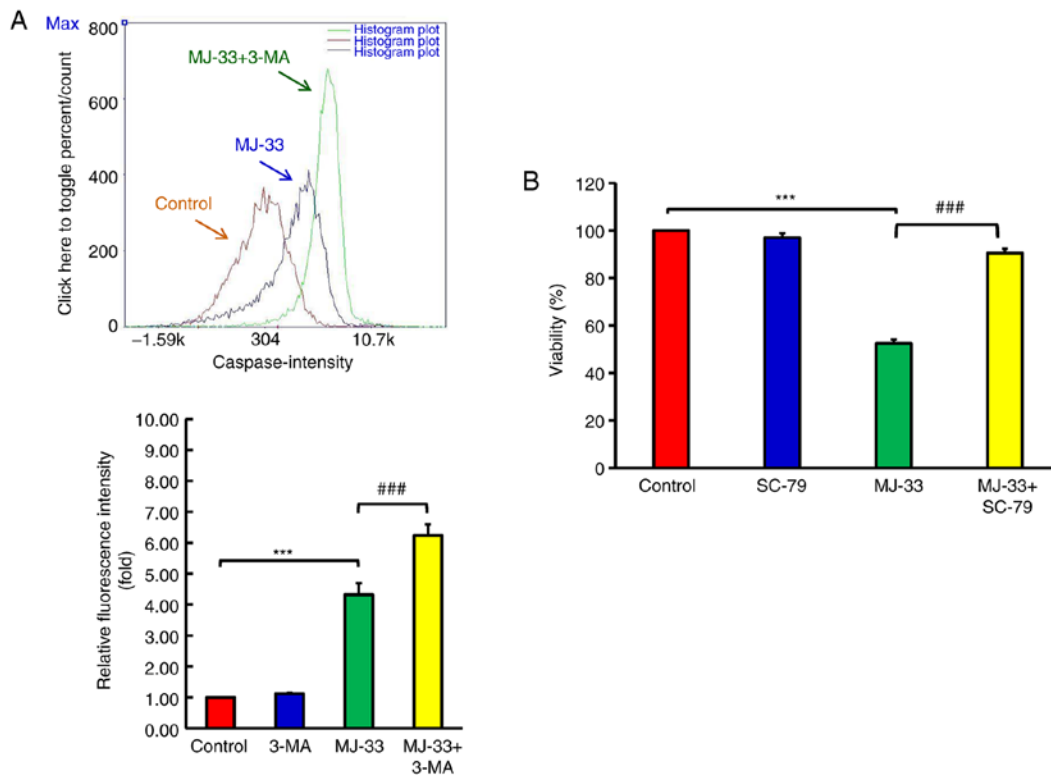 A
Max
800
600
400
200
0
Click here to toggle percent/count
Histogram plot
Histogram plot
Histogram plot
MJ-33+3-MA
MJ-33
Control
−1.59k 304 10.7k
Caspase-intensity
10.00
9.00
8.00
7.00
6.00
5.00
4.00
3.00
2.00
1.00
0.00
Relative fluorescence intensity
(fold)
***
###
Control 3-MA MJ-33 MJ-33+
3-MA
B
120
100
80
60
40
20
0
Viability (%)
***
###
Control SC-79 MJ-33 MJ-33+
SC-79